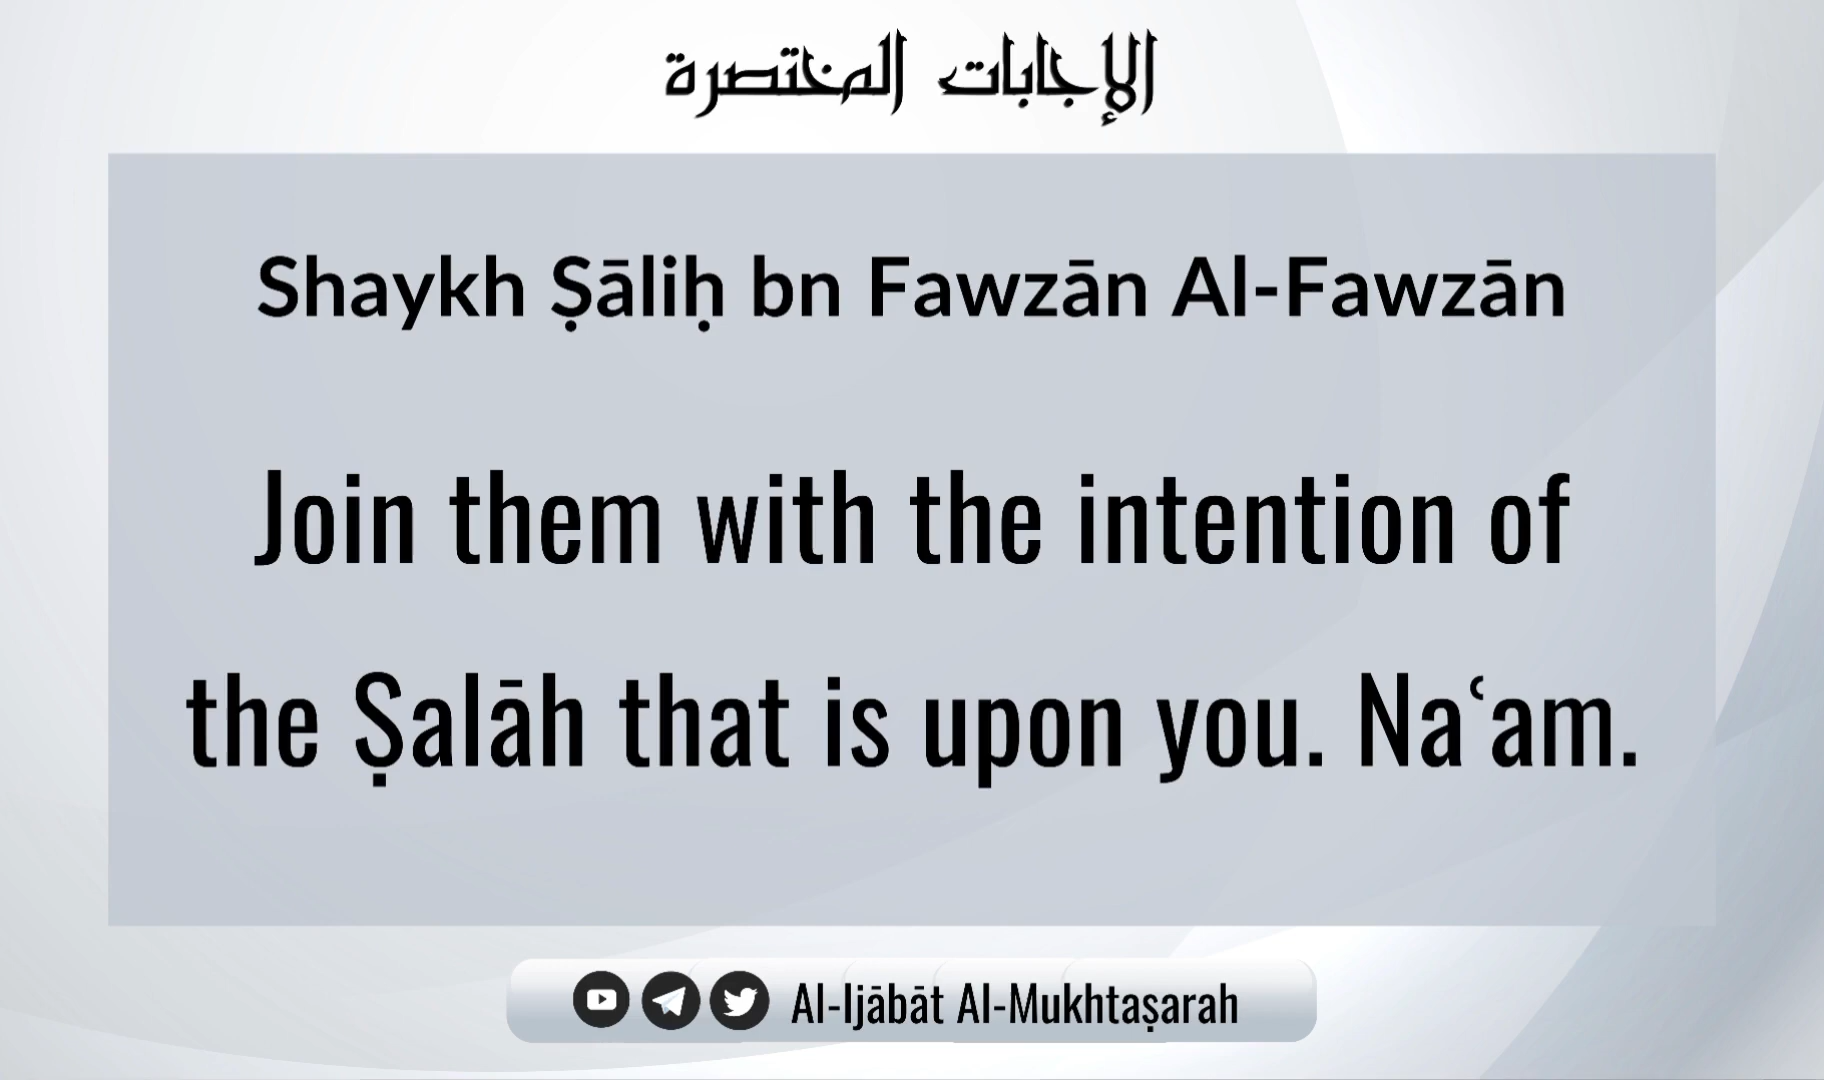 الإجابات المختصرة
Shaykh Ṣāliḥ bn Fawzān Al-Fawzān
Join them with the intention of
the Ṣalāh that is upon you. Naʿam.
Al-Ijābāt Al-Mukhtaṣarah